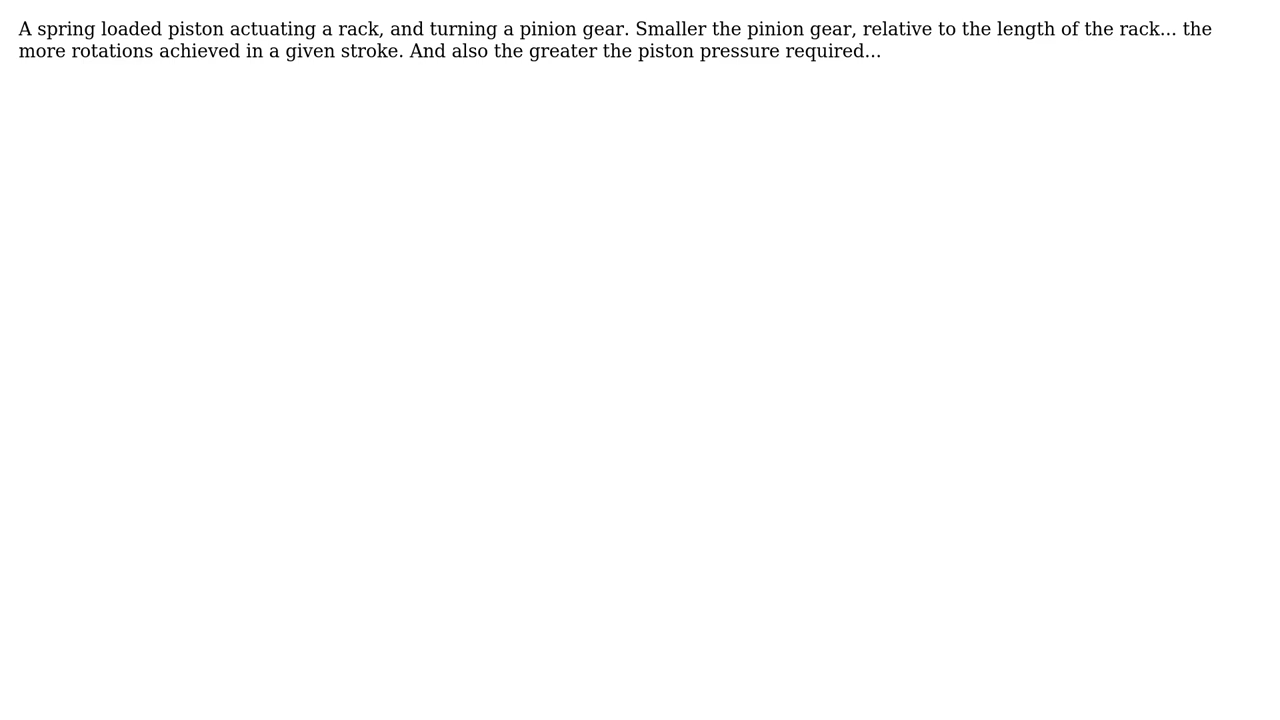 A spring loaded piston actuating a rack, and turning a pinion gear. Smaller the pinion gear, relative to the length of the rack... the
more rotations achieved in a given stroke. And also the greater the piston pressure required...